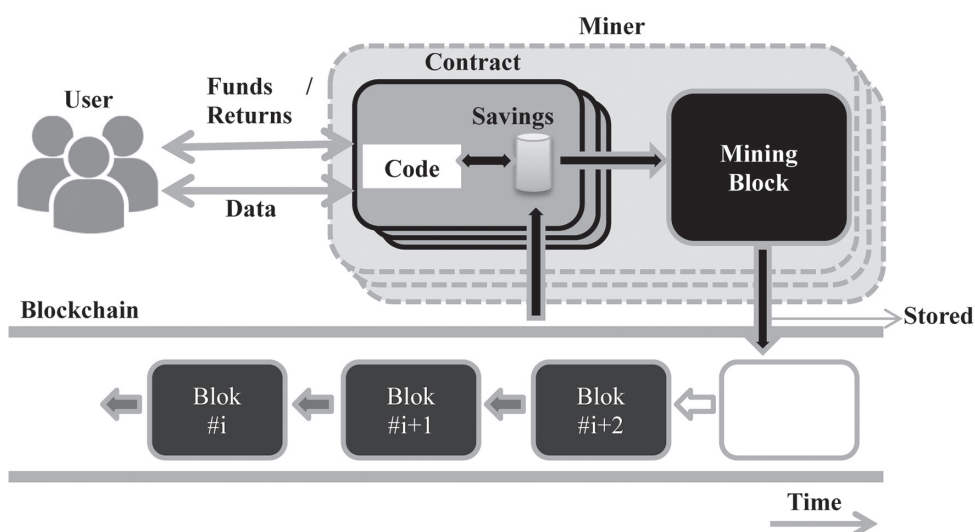 Miner
Contract
User
Funds /
Returns
Savings
Code
Mining
Block
Data
Blockchain
Stored
Blok
#i
Blok
#i+1
Blok
#i+2
Time